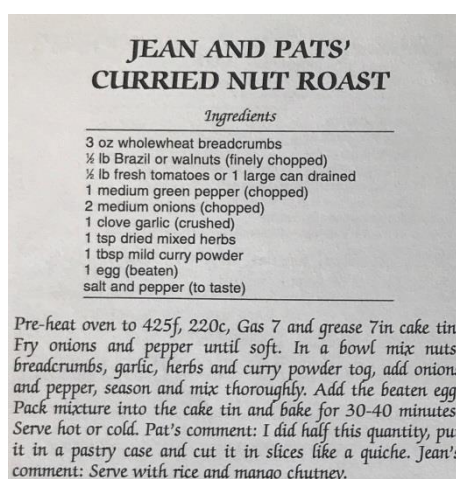 JEAN AND PATS'
CURRIED NUT ROAST
Ingredients
3 oz wholewheat breadcrumbs
½ lb Brazil or walnuts (finely chopped)
½ lb fresh tomatoes or 1 large can drained
1 medium green pepper (chopped)
2 medium onions (chopped)
1 clove garlic (crushed)
1 tsp dried mixed herbs
1 tbsp mild curry powder
1 egg (beaten)
salt and pepper (to taste)
Pre-heat oven to 425f, 220c, Gas 7 and grease 7in cake tin
Fry onions and pepper until soft. In a bowl mix nuts
breadcrumbs, garlic, herbs and curry powder tog, add onion
and pepper, season and mix thoroughly. Add the beaten egg
Pack mixture into the cake tin and bake for 30-40 minutes
Serve hot or cold. Pat's comment: I did half this quantity, pu
it in a pastry case and cut it in slices like a quiche. Jean's
comment: Serve with rice and mango chutney.